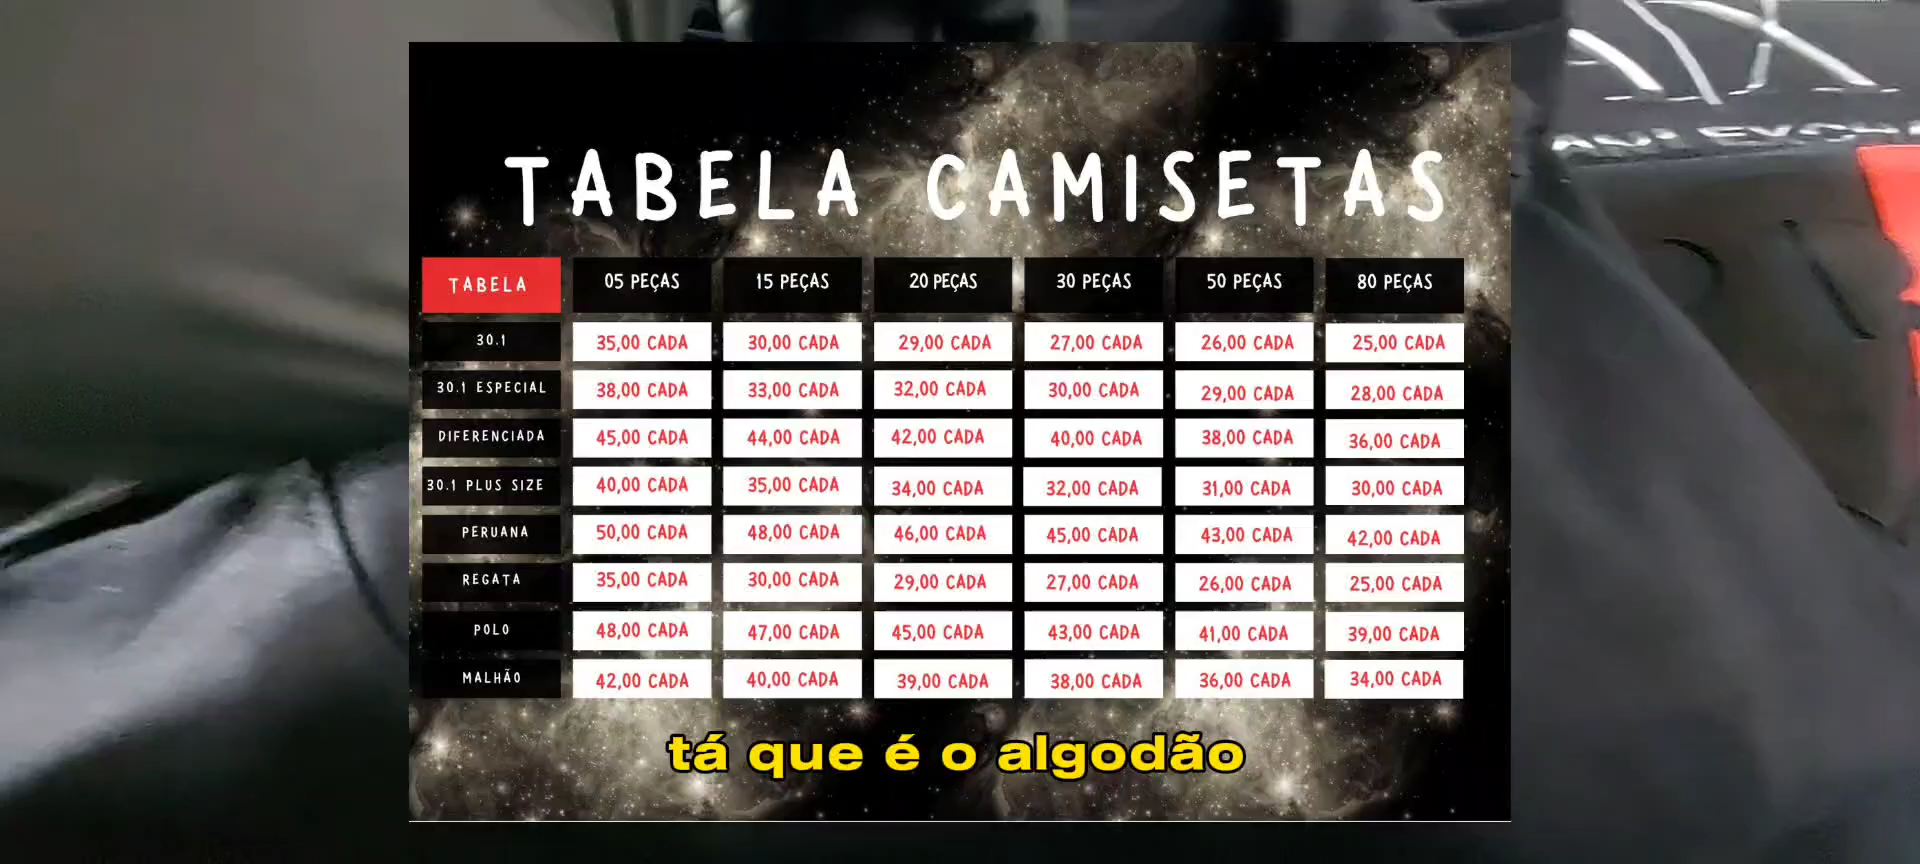 TABELA CAMISETAS
TABELA 05 PEÇAS 15 PEÇAS 20 PEÇAS 30 PEÇAS 50 PEÇAS 80 PEÇAS
30.1 35,00 CADA 30,00 CADA 29,00 CADA 27,00 CADA 26,00 CADA 25,00 CADA
30.1 ESPECIAL 38,00 CADA 33,00 CADA 32,00 CADA 30,00 CADA 29,00 CADA 28,00 CADA
DIFERENCIADA 45,00 CADA 44,00 CADA 42,00 CADA 40,00 CADA 38,00 CADA 36,00 CADA
30.1 PLUS SIZE 40,00 CADA 35,00 CADA 34,00 CADA 32,00 CADA 31,00 CADA 30,00 CADA
PERUANA 50,00 CADA 48,00 CADA 46,00 CADA 45,00 CADA 43,00 CADA 42,00 CADA
REGATA 35,00 CADA 30,00 CADA 29,00 CADA 27,00 CADA 26,00 CADA 25,00 CADA
POLO 48,00 CADA 47,00 CADA 45,00 CADA 43,00 CADA 41,00 CADA 39,00 CADA
MALHÃO 42,00 CADA 40,00 CADA 39,00 CADA 38,00 CADA 36,00 CADA 34,00 CADA
tá que é o algodão